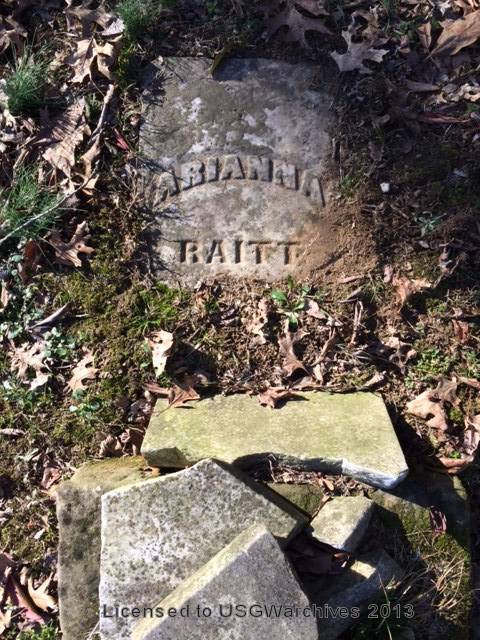 ARIANNA
RAITT
Licensed to USGWarchives 2013